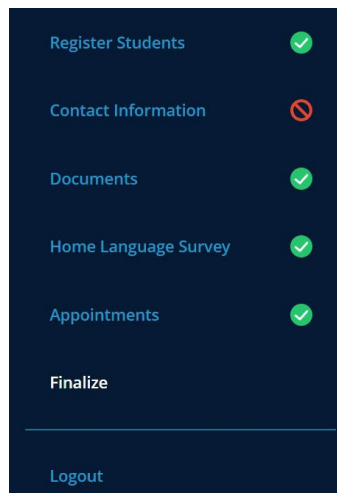 Register Students
Contact Information
Documents
Home Language Survey
Appointments
Finalize
Logout